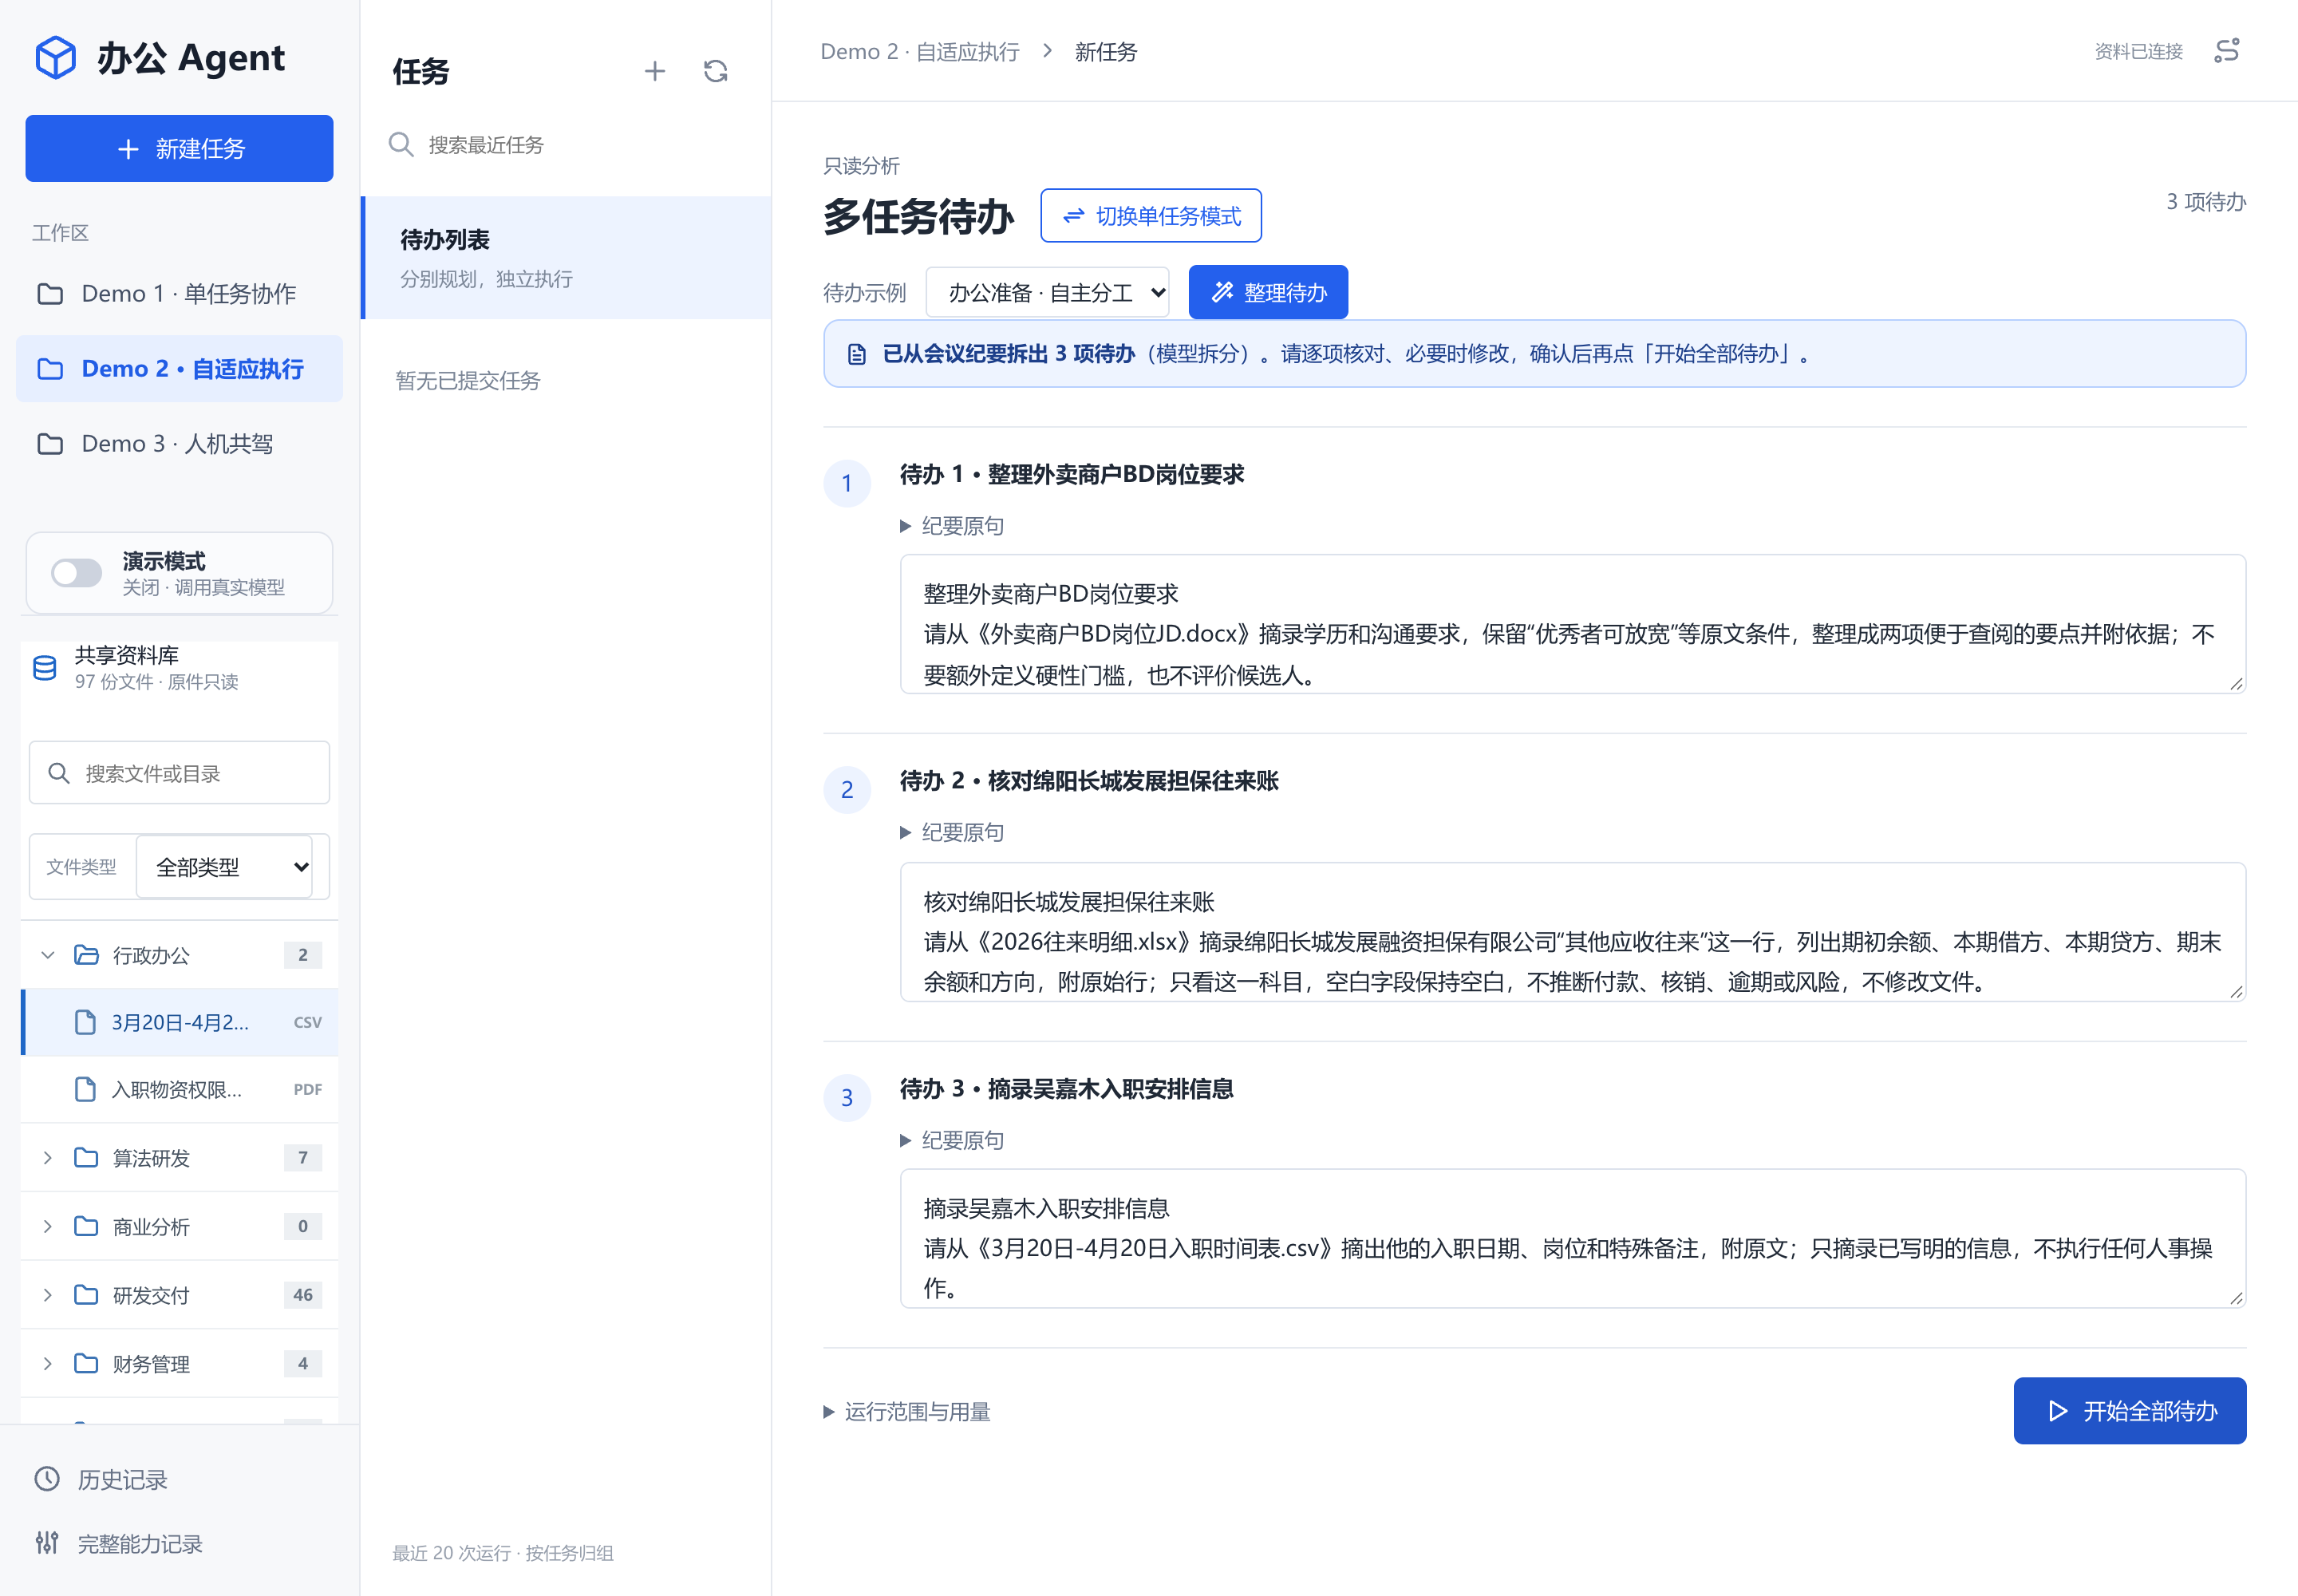 办公 Agent
新建任务
工作区
Demo 1 · 单任务协作
Demo 2 · 自适应执行
Demo 3 · 人机共驾
演示模式
关闭 · 调用真实模型
共享资料库
97 份文件 · 原件只读
搜索文件或目录
文件类型
全部类型
行政办公
2
3月20日-4月2...
CSV
入职物资权限...
PDF
算法研发
7
商业分析
0
研发交付
46
财务管理
4
历史记录
完整能力记录
任务
搜索最近任务
待办列表
分别规划，独立执行
暂无已提交任务
最近 20 次运行 · 按任务归组
Demo 2 · 自适应执行
新任务
资料已连接
只读分析
多任务待办
切换单任务模式
3 项待办
待办示例
办公准备 · 自主分工
整理待办
已从会议纪要拆出 3 项待办（模型拆分）。请逐项核对、必要时修改，确认后再点「开始全部待办」。
1
待办 1 · 整理外卖商户BD岗位要求
纪要原句
整理外卖商户BD岗位要求
请从《外卖商户BD岗位JD.docx》摘录学历和沟通要求，保留“优秀者可放宽”等原文条件，整理成两项便于查阅的要点并附依据；不
要额外定义硬性门槛，也不评价候选人。
2
待办 2 · 核对绵阳长城发展担保往来账
纪要原句
核对绵阳长城发展担保往来账
请从《2026往来明细.xlsx》摘录绵阳长城发展融资担保有限公司“其他应收往来”这一行，列出期初余额、本期借方、本期贷方、期末
余额和方向，附原始行；只看这一科目，空白字段保持空白，不推断付款、核销、逾期或风险，不修改文件。
3
待办 3 · 摘录吴嘉木入职安排信息
纪要原句
摘录吴嘉木入职安排信息
请从《3月20日-4月20日入职时间表.csv》摘出他的入职日期、岗位和特殊备注，附原文；只摘录已写明的信息，不执行任何人事操
作。
运行范围与用量
开始全部待办